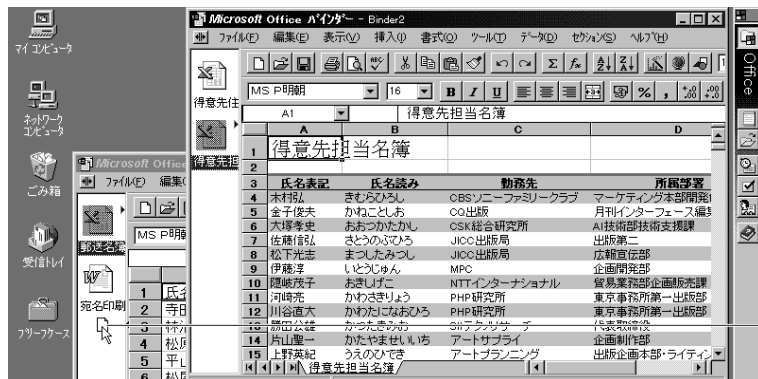 Microsoft Office バインダー - Binder2
ファイル(F) 編集(E) 表示(V) 挿入(I) 書式(O) ツール(T) データ(D) セクション(S) ヘルプ(H)
MS P明朝 16 B I U % ,
A1 得意先担当名簿
A B C D
1 得意先担当名簿
2
3 氏名表記 氏名読み 勤務先 所属部署
4 木村弘 きむらひろし CBSソニーファミリークラブ マーケティング本部開発
5 金子俊夫 かねことしお CQ出版 月刊インターフェース編集
6 大塚孝史 おおつかたかし CSK総合研究所 AI技術部技術支援課
7 佐藤信弘 さとうのぶひろ JICC出版局 出版第二
8 松下光志 まつしたみつし JICC出版局 広報宣伝部
9 伊藤淳 いとうじゅん MPC 企画開発部
10 隠岐茂子 おきしげこ NTTインターナショナル 貿易業務部企画販売課
11 河崎亮 かわさきりょう PHP研究所 東京事務所第一出版部
12 川谷直大 かわたになおひろ PHP研究所 東京事務所第一出版部
14 片山聖一 かたやませいいち アートサプライ 企画制作部
15 上野英紀 うえのひでき アートプランニング 出版企画本部・ライティン
得意先担当名簿
得意先住
得意先担
マイ コンピュータ
ネットワーク
コンピュータ
ごみ箱
受信トレイ
ブリーフケース
Microsoft Office
ファイル(F) 編集(
MS P明朝
郵送名簿
宛名印刷
1 氏名
2 寺田
3
4 松原
5 平山
6 松原
Office